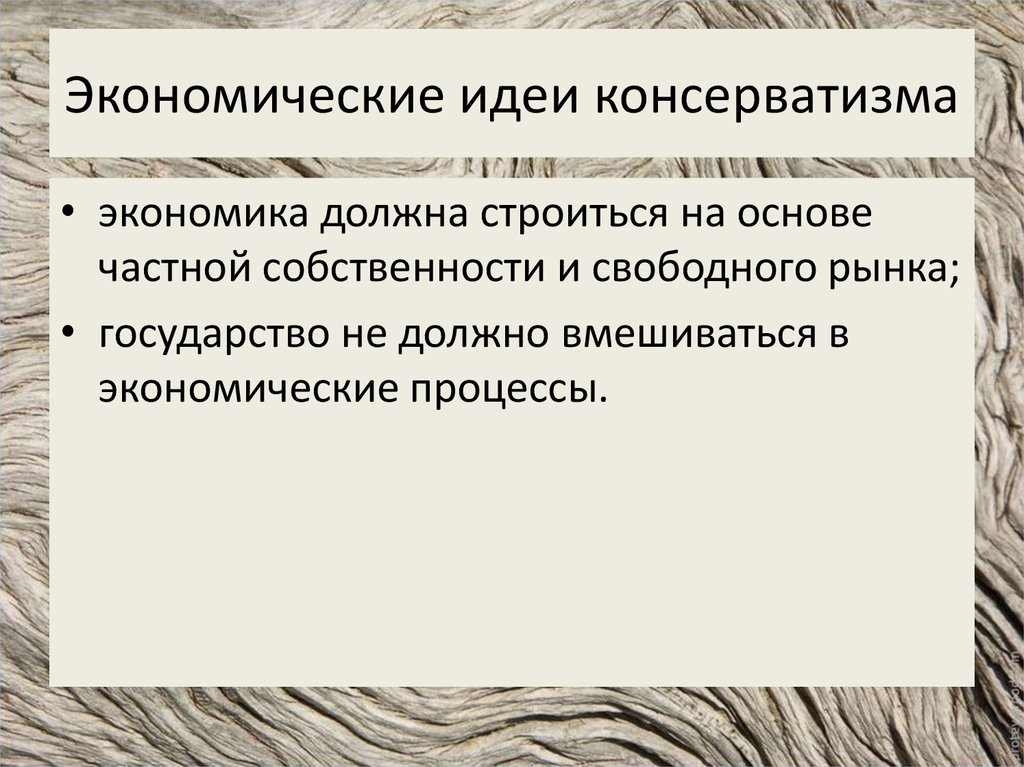 Экономические идеи консерватизма
• экономика должна строиться на основе
частной собственности и свободного рынка;
• государство не должно вмешиваться в
экономические процессы.